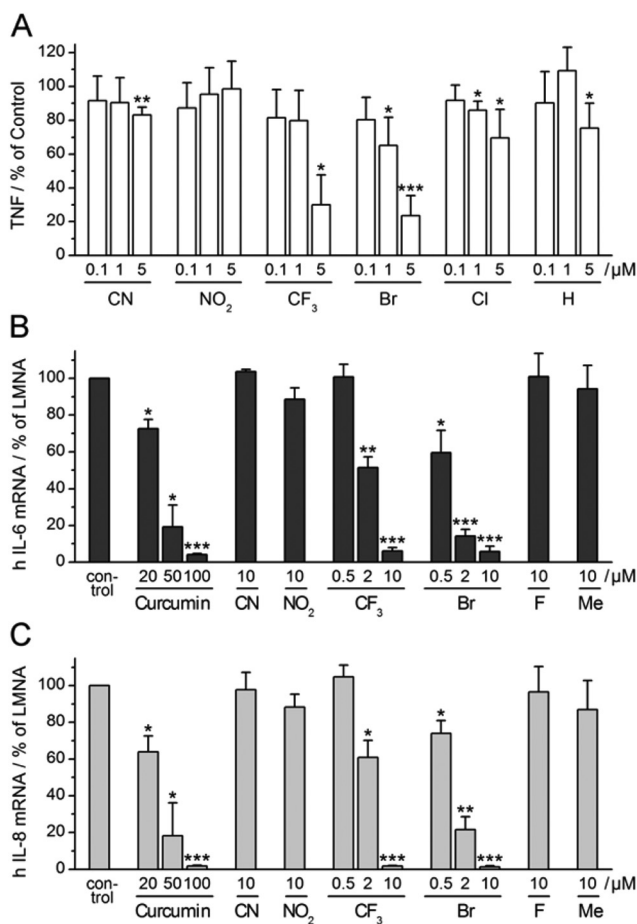 A
TNF / % of Control
120
100
80
60
40
20
0
** * * *** * * *
0.1 1 5 0.1 1 5 0.1 1 5 0.1 1 5 0.1 1 5 0.1 1 5 /µM
CN NO₂ CF₃ Br Cl H
B
h IL-6 mRNA / % of LMNA
100
80
60
40
20
0
* * *** ** *** * *** ***
con-
trol
20 50 100 10 10 0.5 2 10 0.5 2 10 10 10 /µM
Curcumin CN NO₂ CF₃ Br F Me
C
h IL-8 mRNA / % of LMNA
100
80
60
40
20
0
* * *** * *** * ** ***
con-
trol
20 50 100 10 10 0.5 2 10 0.5 2 10 10 10 /µM
Curcumin CN NO₂ CF₃ Br F Me